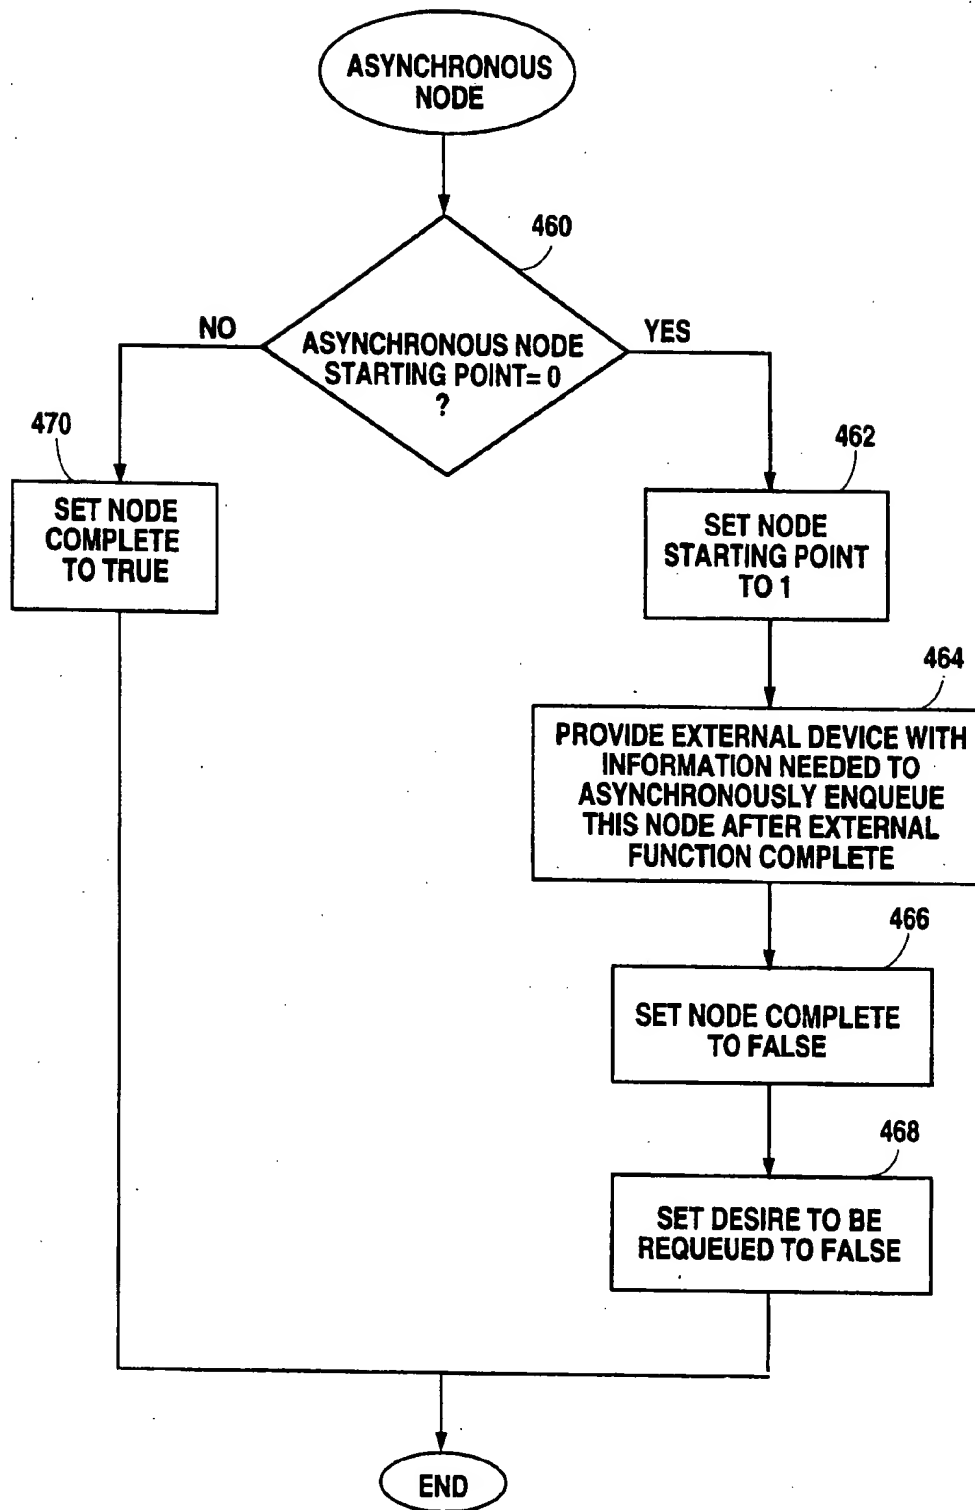 ASYNCHRONOUS
NODE
460
ASYNCHRONOUS NODE
STARTING POINT= 0
?
NO
YES
470
SET NODE
COMPLETE
TO TRUE
462
SET NODE
STARTING POINT
TO 1
464
PROVIDE EXTERNAL DEVICE WITH
INFORMATION NEEDED TO
ASYNCHRONOUSLY ENQUEUE
THIS NODE AFTER EXTERNAL
FUNCTION COMPLETE
466
SET NODE COMPLETE
TO FALSE
468
SET DESIRE TO BE
REQUEUED TO FALSE
END